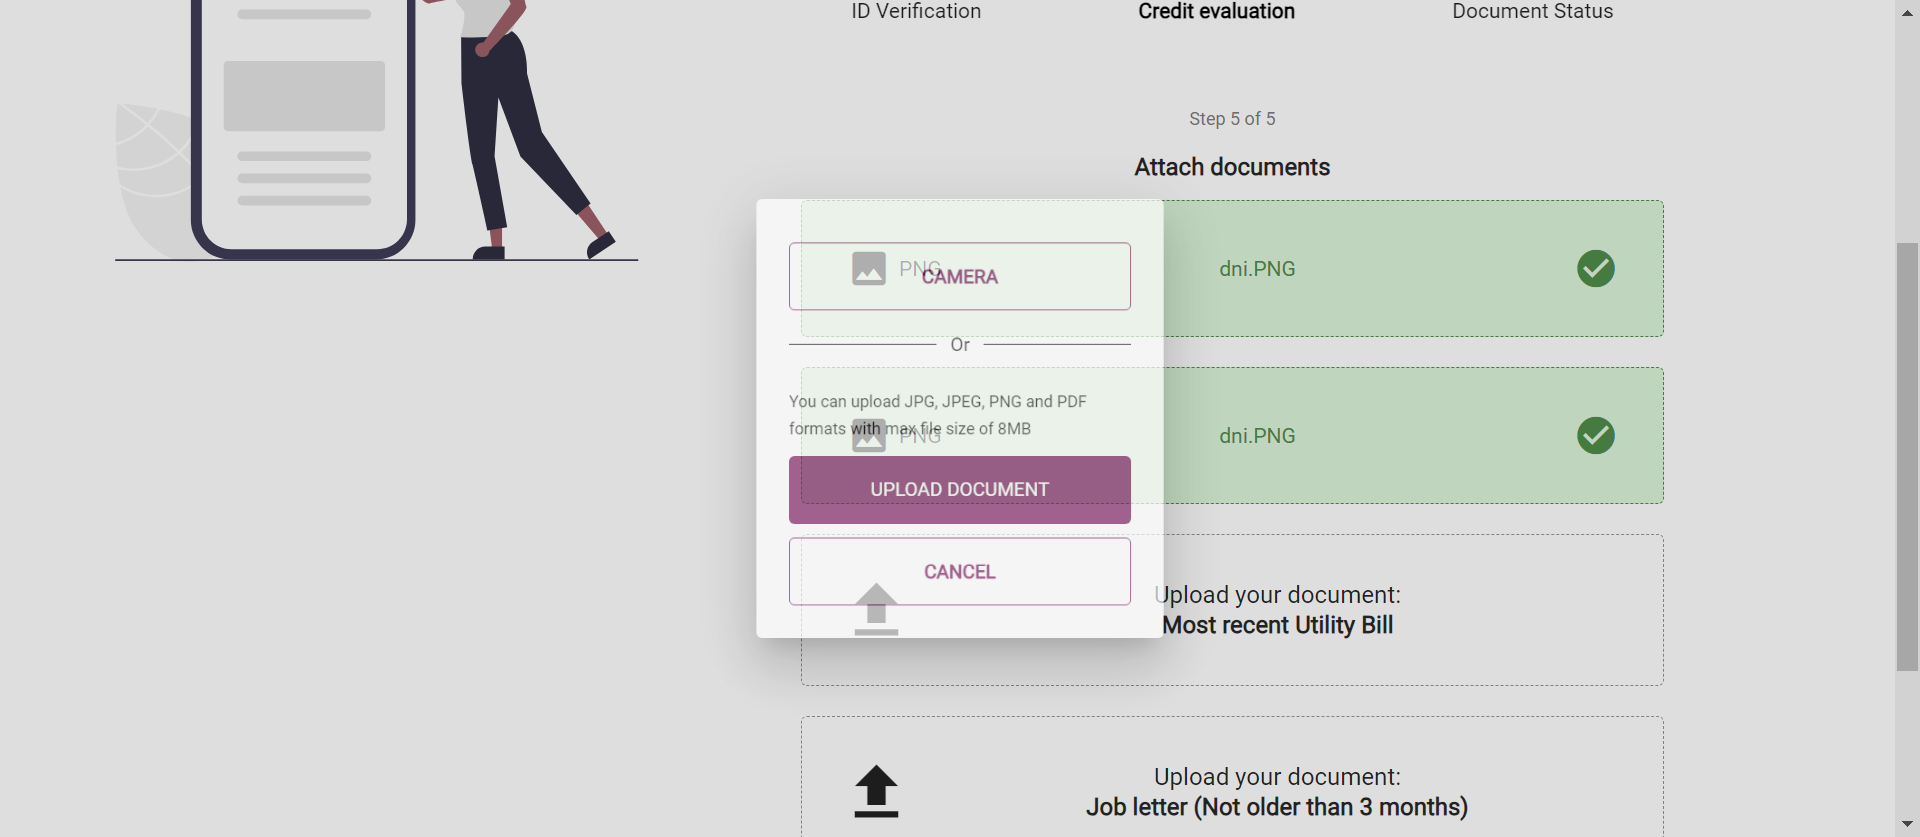 ID Verification
Credit evaluation
Document Status
Step 5 of 5
Attach documents
PNG
dni.PNG
CAMERA
Or
You can upload JPG, JPEG, PNG and PDF
formats with max file size of 8MB
PNG
dni.PNG
UPLOAD DOCUMENT
CANCEL
Upload your document:
Most recent Utility Bill
Upload your document:
Job letter (Not older than 3 months)